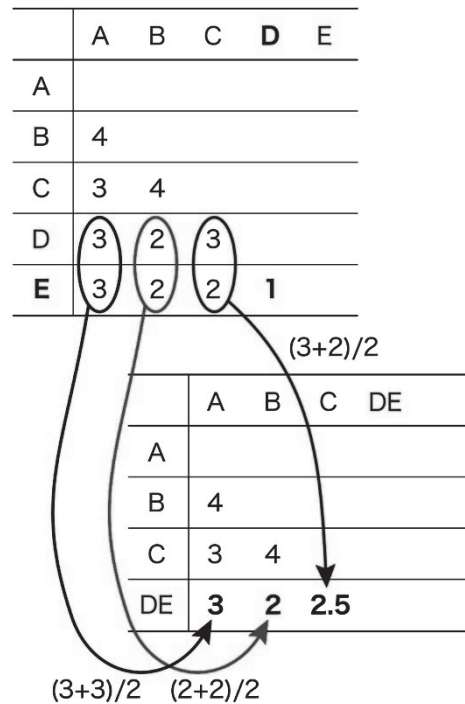 A B C D E
A
B 4
C 3 4
D 3 2 3
E 3 2 2 1
(3+2)/2
A B C DE
A
B 4
C 3 4
DE 3 2 2.5
(3+3)/2 (2+2)/2